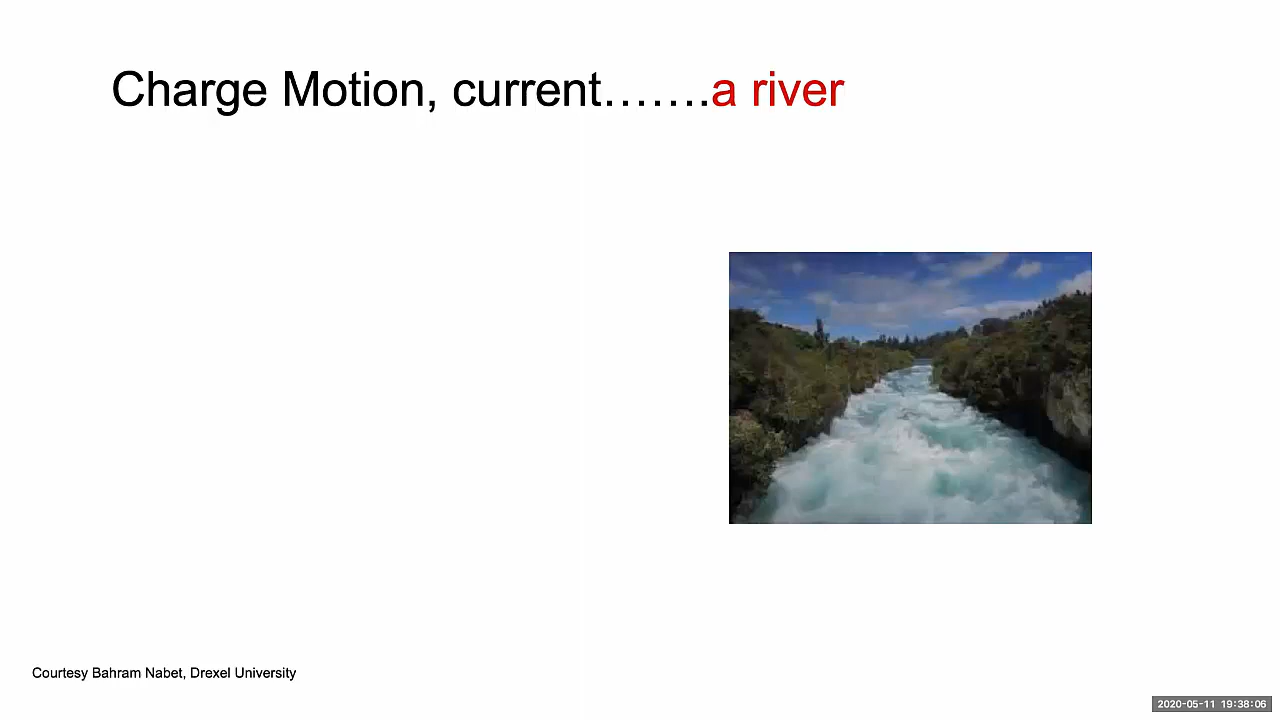 Charge Motion, current…….a river
Courtesy Bahram Nabet, Drexel University
2020-05-11 19:38:06